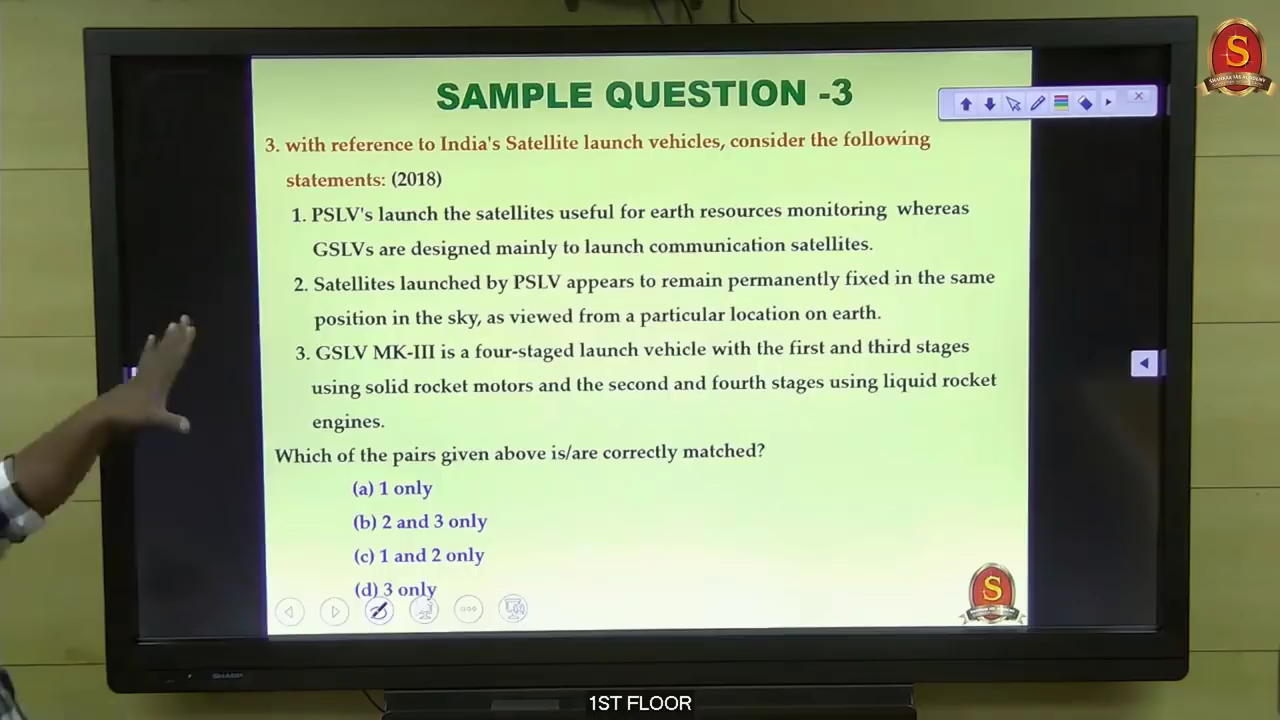 S
SHANKAR IAS ACADEMY
SAMPLE QUESTION -3
3. with reference to India's Satellite launch vehicles, consider the following
statements: (2018)
1. PSLV's launch the satellites useful for earth resources monitoring whereas
GSLVs are designed mainly to launch communication satellites.
2. Satellites launched by PSLV appears to remain permanently fixed in the same
position in the sky, as viewed from a particular location on earth.
3. GSLV MK-III is a four-staged launch vehicle with the first and third stages
using solid rocket motors and the second and fourth stages using liquid rocket
engines.
Which of the pairs given above is/are correctly matched?
(a) 1 only
(b) 2 and 3 only
(c) 1 and 2 only
(d) 3 only
S
SHARP
1ST FLOOR